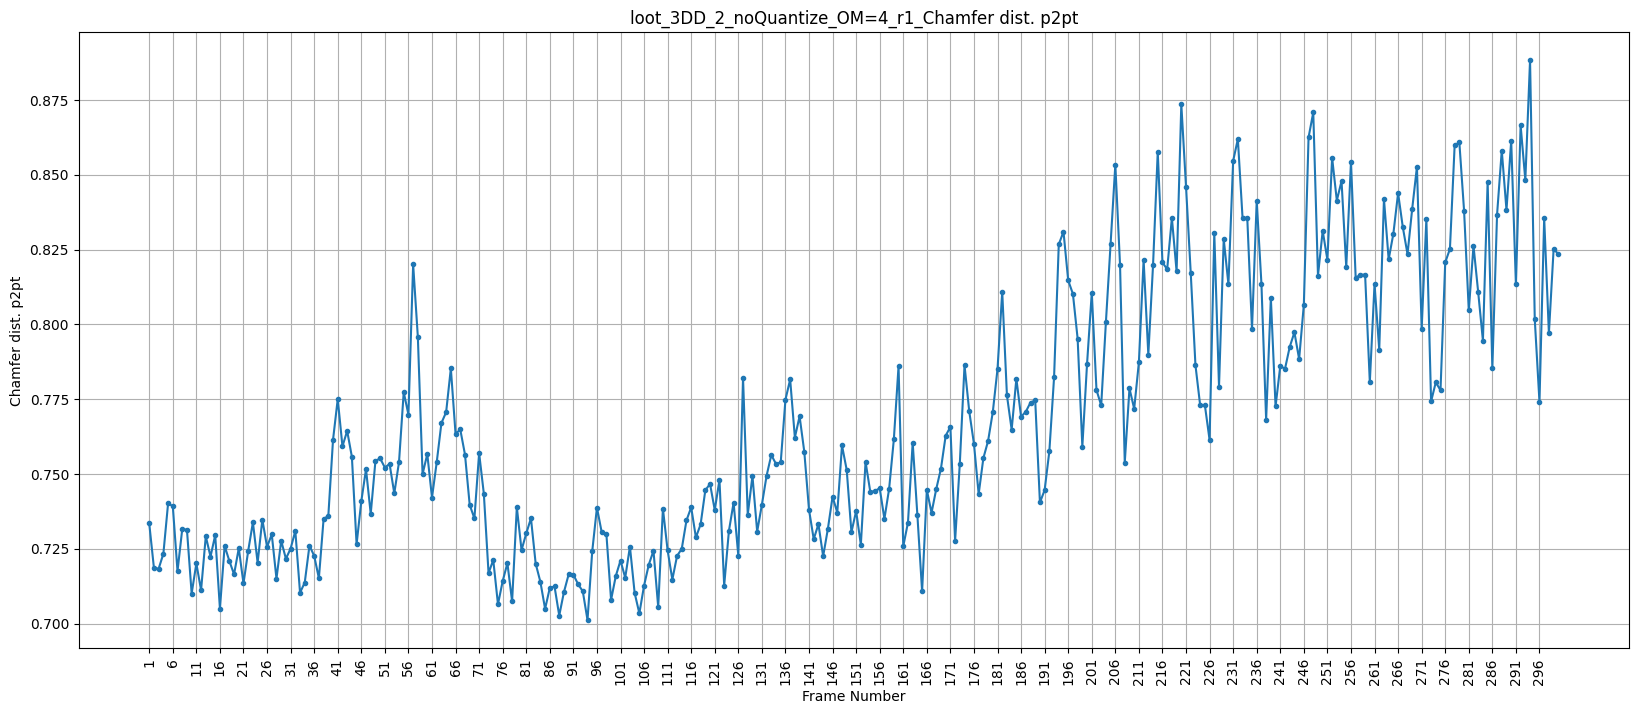 loot_3DD_2_noQuantize_OM=4_r1_Chamfer dist. p2pt
0.875
0.850
0.825
0.800
0.775
0.750
0.725
0.700
Chamfer dist. p2pt
1 6 11 16 21 26 31 36 41 46 51 56 61 66 71 76 81 86 91 96 101 106 111 116 121 126 131 136 141 146 151 156 161 166 171 176 181 186 191 196 201 206 211 216 221 226 231 236 241 246 251 256 261 266 271 276 281 286 291 296
Frame Number